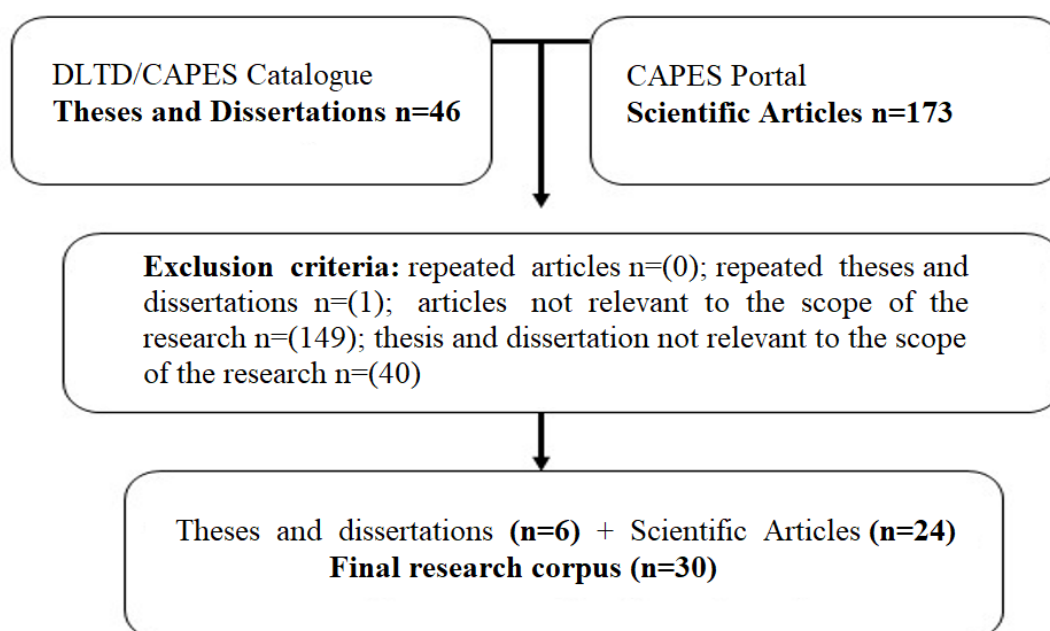 DLTD/CAPES Catalogue
Theses and Dissertations n=46
CAPES Portal
Scientific Articles n=173
Exclusion criteria: repeated articles n=(0); repeated theses and
dissertations n=(1); articles not relevant to the scope of the
research n=(149); thesis and dissertation not relevant to the scope
of the research n=(40)
Theses and dissertations (n=6) + Scientific Articles (n=24)
Final research corpus (n=30)